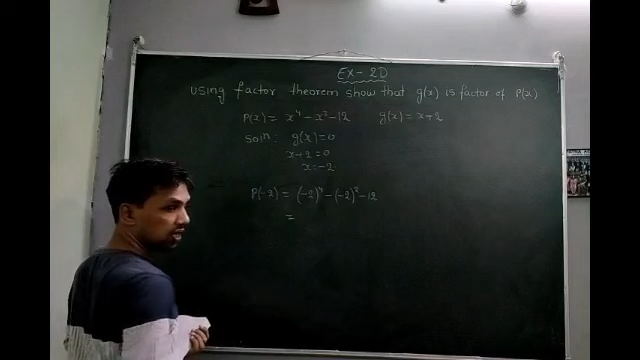 EX-2D
Using factor theorem show that g(x) is factor of P(x)
P(x) = x⁴ - x² - 12 g(x) = x+2
Soln: g(x) = 0
x+2 = 0
x = -2
P(-2) = (-2)⁴ - (-2)² - 12
=